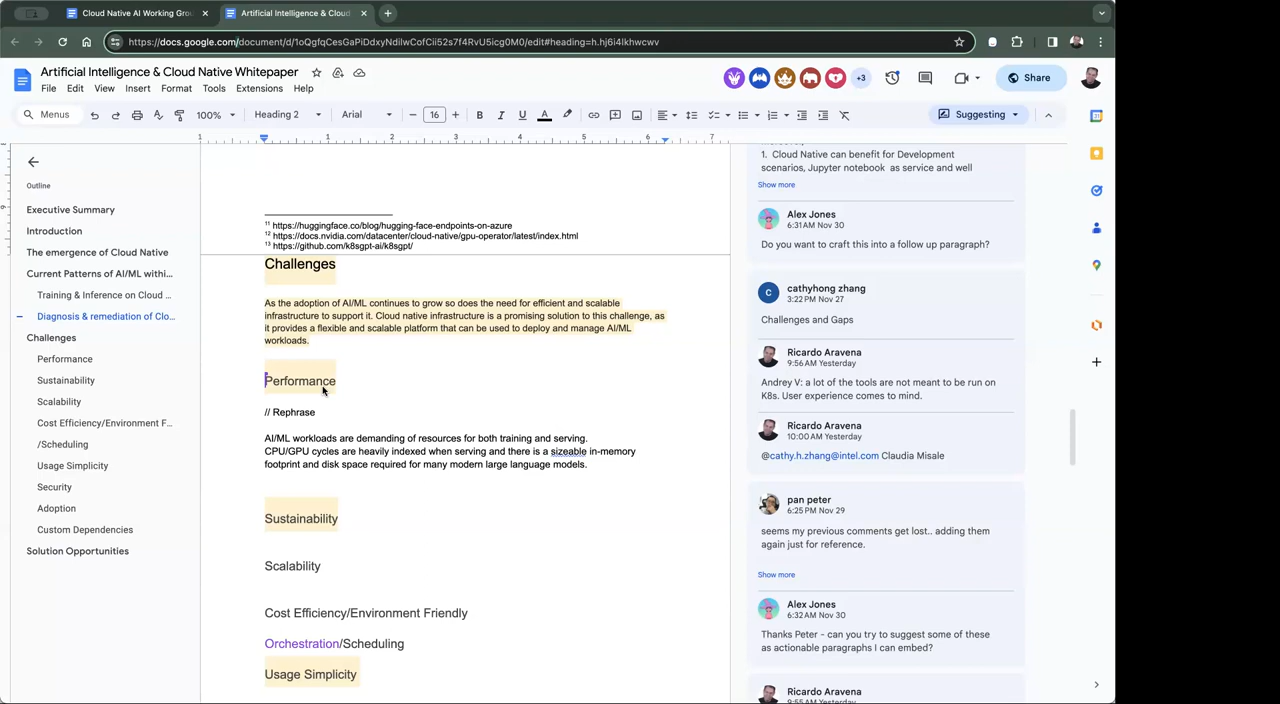 Cloud Native AI Working Grou
Artificial Intelligence & Cloud
https://docs.google.com/document/d/1oQgfqCesGaPiDdxyNdilwCofCii52s7f4RvU5icg0M0/edit#heading=h.hj6i4lkhwcwv
Artificial Intelligence & Cloud Native Whitepaper
File Edit View Insert Format Tools Extensions Help
+3
Share
Menus
100%
Heading 2
Arial
16
Suggesting
1 1 2 3 4 5 6 7
Outline
Executive Summary
Introduction
The emergence of Cloud Native
Current Patterns of AI/ML withi...
Training & Inference on Cloud ...
Diagnosis & remediation of Clo...
Challenges
Performance
Sustainability
Scalability
Cost Efficiency/Environment F...
/Scheduling
Usage Simplicity
Security
Adoption
Custom Dependencies
Solution Opportunities
11 https://huggingface.co/blog/hugging-face-endpoints-on-azure
12 https://docs.nvidia.com/datacenter/cloud-native/gpu-operator/latest/index.html
13 https://github.com/k8sgpt-ai/k8sgpt/
Challenges
As the adoption of AI/ML continues to grow so does the need for efficient and scalable
infrastructure to support it. Cloud native infrastructure is a promising solution to this challenge, as
it provides a flexible and scalable platform that can be used to deploy and manage AI/ML
workloads.
Performance
// Rephrase
AI/ML workloads are demanding of resources for both training and serving.
CPU/GPU cycles are heavily indexed when serving and there is a sizeable in-memory
footprint and disk space required for many modern large language models.
Sustainability
Scalability
Cost Efficiency/Environment Friendly
Orchestration/Scheduling
Usage Simplicity
1. Cloud Native can benefit for Development
scenarios, Jupyter notebook as service and well
Show more
Alex Jones
6:31 AM Nov 30
Do you want to craft this into a follow up paragraph?
C
cathyhong zhang
3:22 PM Nov 27
Challenges and Gaps
Ricardo Aravena
9:56 AM Yesterday
Andrey V: a lot of the tools are not meant to be run on
K8s. User experience comes to mind.
Ricardo Aravena
10:00 AM Yesterday
@cathy.h.zhang@intel.com Claudia Misale
pan peter
6:25 PM Nov 29
seems my previous comments get lost.. adding them
again just for reference.
Show more
Alex Jones
6:32 AM Nov 30
Thanks Peter - can you try to suggest some of these
as actionable paragraphs I can embed?
Ricardo Aravena
9:55 AM Yesterday